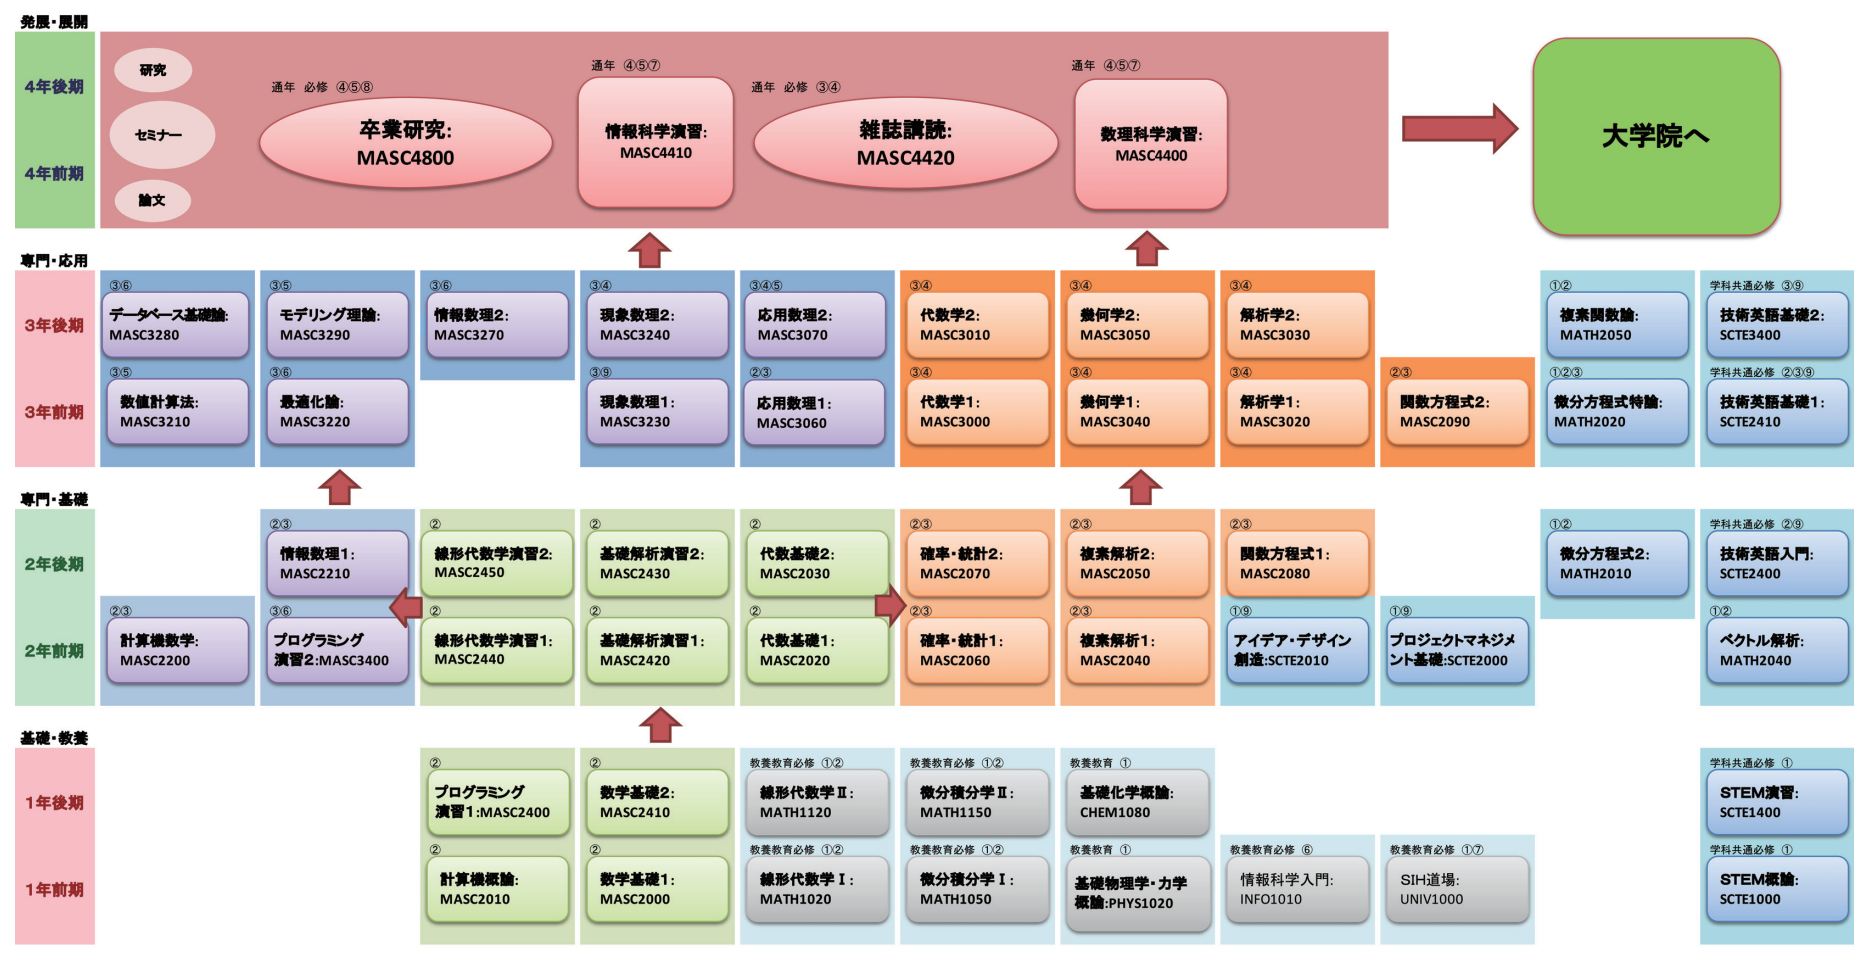 発展・展開
4年後期
4年前期
研究
セミナー
論文
通年 必修 ④⑤⑧
卒業研究:
MASC4800
通年 ④⑤⑦
情報科学演習:
MASC4410
通年 必修 ③④
雑誌講読:
MASC4420
通年 ④⑤⑦
数理科学演習:
MASC4400
大学院へ
専門・応用
3年後期
③⑥
データベース基礎論:
MASC3280
③⑤
モデリング理論:
MASC3290
③⑥
情報数理2:
MASC3270
③④
現象数理2:
MASC3240
③④⑤
応用数理2:
MASC3070
③④
代数学2:
MASC3010
③④
幾何学2:
MASC3050
③④
解析学2:
MASC3030
①②
複素関数論:
MATH2050
学科共通必修 ③⑨
技術英語基礎2:
SCTE3400
3年前期
③⑤
数値計算法:
MASC3210
③⑥
最適化論:
MASC3220
③⑨
現象数理1:
MASC3230
②③
応用数理1:
MASC3060
③④
代数学1:
MASC3000
③④
幾何学1:
MASC3040
③④
解析学1:
MASC3020
②③
関数方程式2:
MASC2090
①②③
微分方程式特論:
MATH2020
学科共通必修 ②③⑨
技術英語基礎1:
SCTE2410
専門・基礎
2年後期
②③
情報数理1:
MASC2210
②
線形代数学演習2:
MASC2450
②
基礎解析演習2:
MASC2430
②
代数基礎2:
MASC2030
②③
確率・統計2:
MASC2070
②③
複素解析2:
MASC2050
②③
関数方程式1:
MASC2080
①②
微分方程式2:
MATH2010
学科共通必修 ②⑨
技術英語入門:
SCTE2400
2年前期
②③
計算機数学:
MASC2200
③⑥
プログラミング
演習2:MASC3400
②
線形代数学演習1:
MASC2440
②
基礎解析演習1:
MASC2420
②
代数基礎1:
MASC2020
②③
確率・統計1:
MASC2060
②③
複素解析1:
MASC2040
①⑨
アイデア・デザイン
創造:SCTE2010
①⑨
プロジェクトマネジメ
ント基礎:SCTE2000
①②
ベクトル解析:
MATH2040
基礎・教養
1年後期
②
プログラミング
演習1:MASC2400
②
数学基礎2:
MASC2410
教養教育必修 ①②
線形代数学Ⅱ:
MATH1120
教養教育必修 ①②
微分積分学Ⅱ:
MATH1150
教養教育 ①
基礎化学概論:
CHEM1080
学科共通必修 ①
STEM演習:
SCTE1400
1年前期
②
計算機概論:
MASC2010
②
数学基礎1:
MASC2000
教養教育必修 ①②
線形代数学Ⅰ:
MATH1020
教養教育必修 ①②
微分積分学Ⅰ:
MATH1050
教養教育 ①
基礎物理学・力学
概論:PHYS1020
教養教育必修 ⑥
情報科学入門:
INFO1010
教養教育必修 ①⑦
SIH道場:
UNIV1000
学科共通必修 ①
STEM概論:
SCTE1000